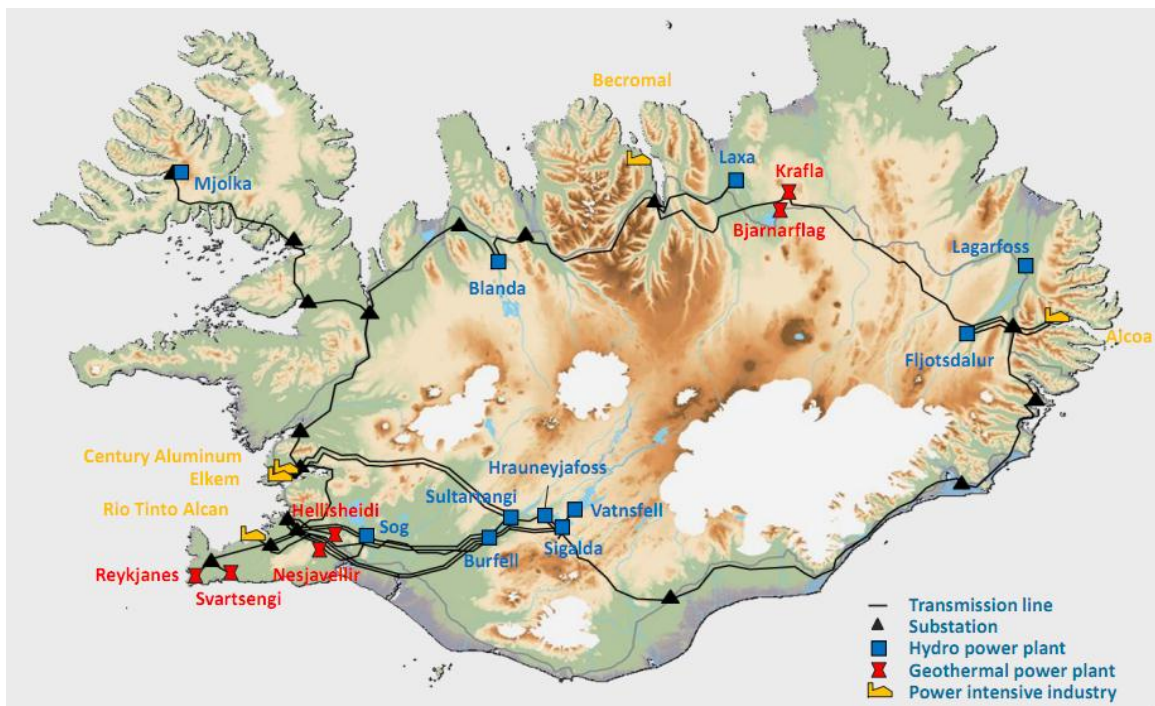 Becromal
Laxa
Krafla
Mjolka
Bjarnarflag
Lagarfoss
Blanda
Alcoa
Fljotsdalur
Century Aluminum
Elkem
Hrauneyjafoss
Sultartangi
Rio Tinto Alcan
Hellisheidi
Vatnsfell
Sog
Burfell
Sigalda
Reykjanes
Nesjavellir
Svartsengi
Transmission line
Substation
Hydro power plant
Geothermal power plant
Power intensive industry